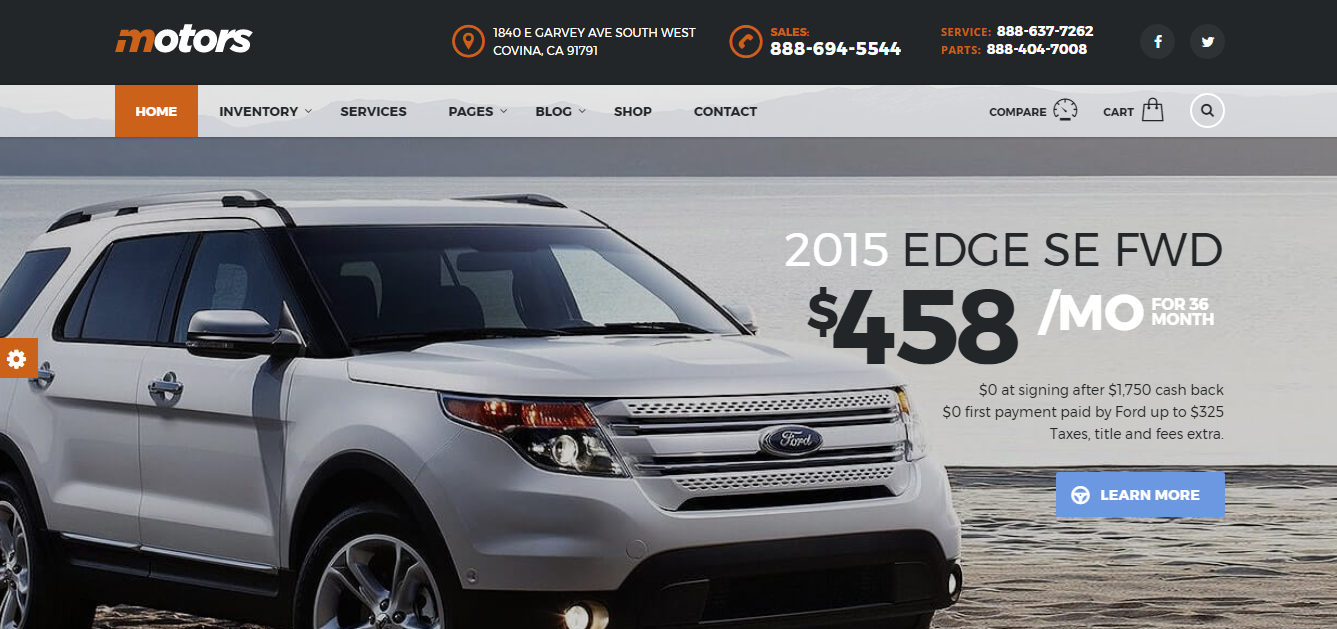 motors
1840 E GARVEY AVE SOUTH WEST
COVINA, CA 91791
SALES:
888-694-5544
SERVICE: 888-637-7262
PARTS: 888-404-7008
HOME INVENTORY SERVICES PAGES BLOG SHOP CONTACT COMPARE CART
2015 EDGE SE FWD
$458 /MO FOR 36
MONTH
$0 at signing after $1,750 cash back
$0 first payment paid by Ford up to $325
Taxes, title and fees extra.
Ford
LEARN MORE